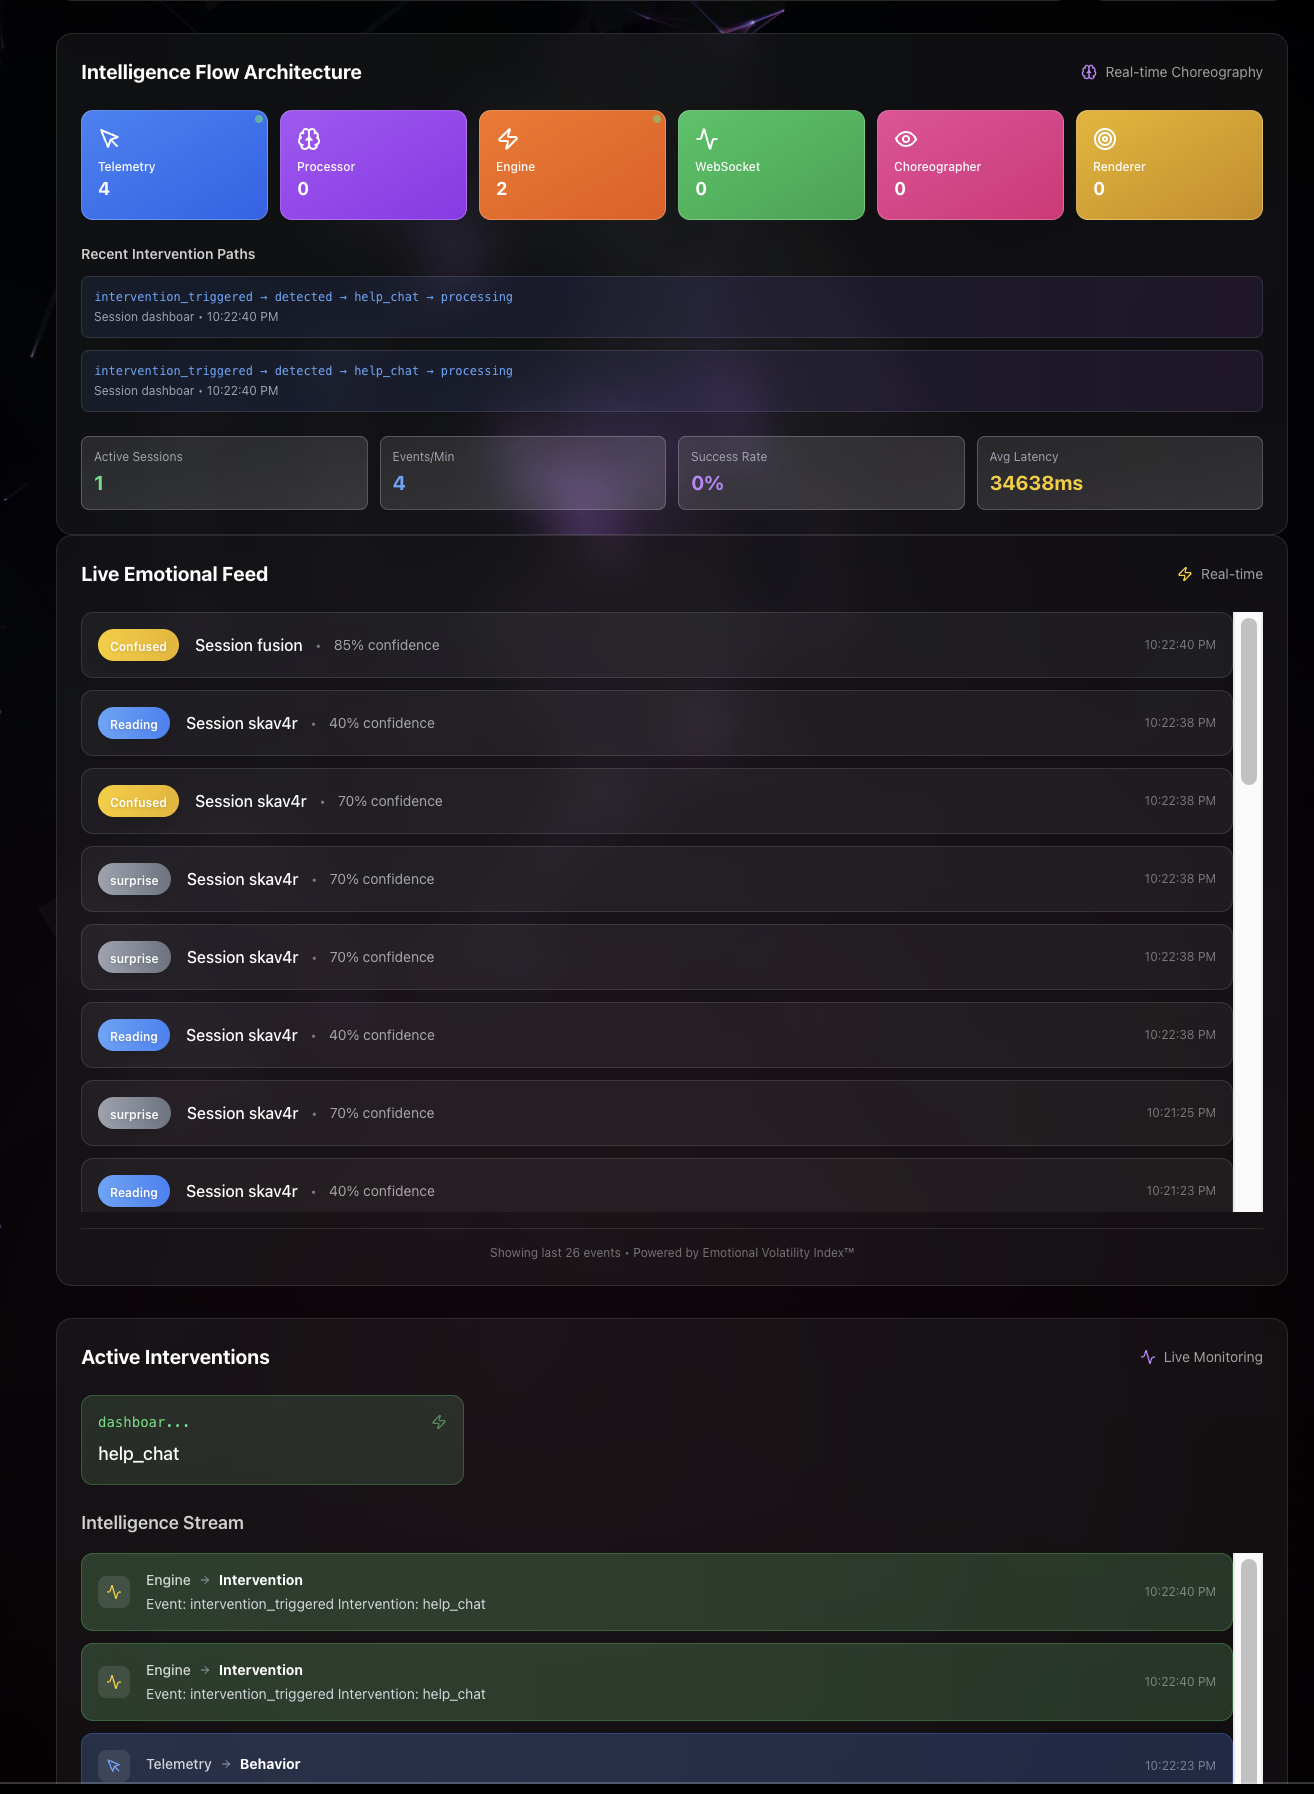 Intelligence Flow Architecture
Real-time Choreography
Telemetry
4
Processor
0
Engine
2
WebSocket
0
Choreographer
0
Renderer
0
Recent Intervention Paths
intervention_triggered → detected → help_chat → processing
Session dashboar • 10:22:40 PM
intervention_triggered → detected → help_chat → processing
Session dashboar • 10:22:40 PM
Active Sessions
1
Events/Min
4
Success Rate
0%
Avg Latency
34638ms
Live Emotional Feed
Real-time
Confused Session fusion • 85% confidence 10:22:40 PM
Reading Session skav4r • 40% confidence 10:22:38 PM
Confused Session skav4r • 70% confidence 10:22:38 PM
surprise Session skav4r • 70% confidence 10:22:38 PM
surprise Session skav4r • 70% confidence 10:22:38 PM
Reading Session skav4r • 40% confidence 10:22:38 PM
surprise Session skav4r • 70% confidence 10:21:25 PM
Reading Session skav4r • 40% confidence 10:21:23 PM
Showing last 26 events • Powered by Emotional Volatility Index™
Active Interventions
Live Monitoring
dashboar...
help_chat
Intelligence Stream
Engine → Intervention
Event: intervention_triggered Intervention: help_chat
10:22:40 PM
Engine → Intervention
Event: intervention_triggered Intervention: help_chat
10:22:40 PM
Telemetry → Behavior
10:22:23 PM